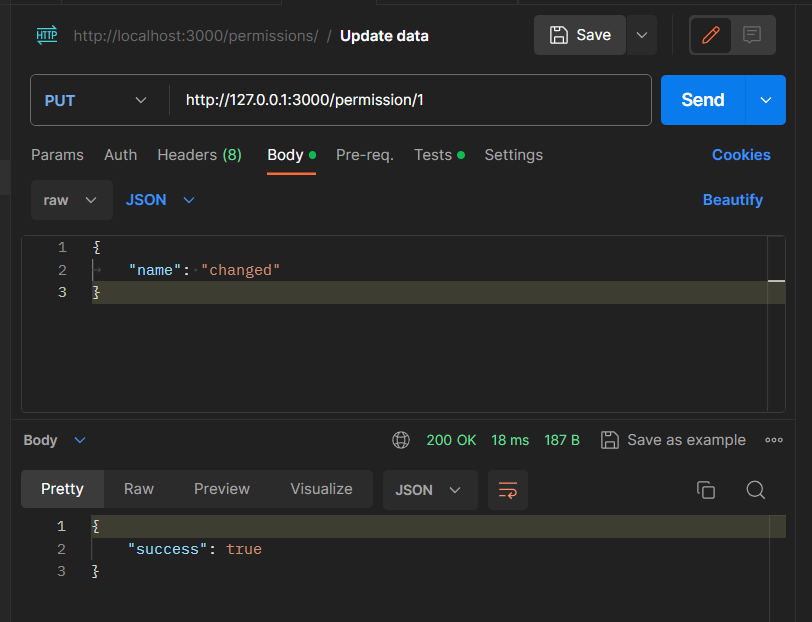 HTTP http://localhost:3000/permissions/ / Update data Save
PUT http://127.0.0.1:3000/permission/1 Send
Params Auth Headers (8) Body Pre-req. Tests Settings Cookies
raw JSON Beautify
1 {
2 "name": "changed"
3 }
Body 200 OK 18 ms 187 B Save as example
Pretty Raw Preview Visualize JSON
1 {
2 "success": true
3 }